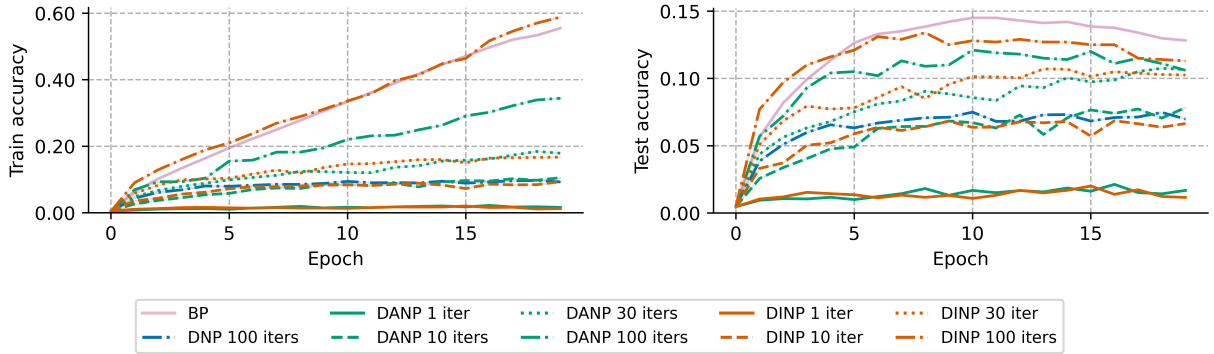 Train accuracy
0.60
0.40
0.20
0.00
0
5
10
15
Epoch
Test accuracy
0.15
0.10
0.05
0.00
0
5
10
15
Epoch
BP
DANP 1 iter
DANP 30 iters
DINP 1 iter
DINP 30 iter
DNP 100 iters
DANP 10 iters
DANP 100 iters
DINP 10 iter
DINP 100 iters